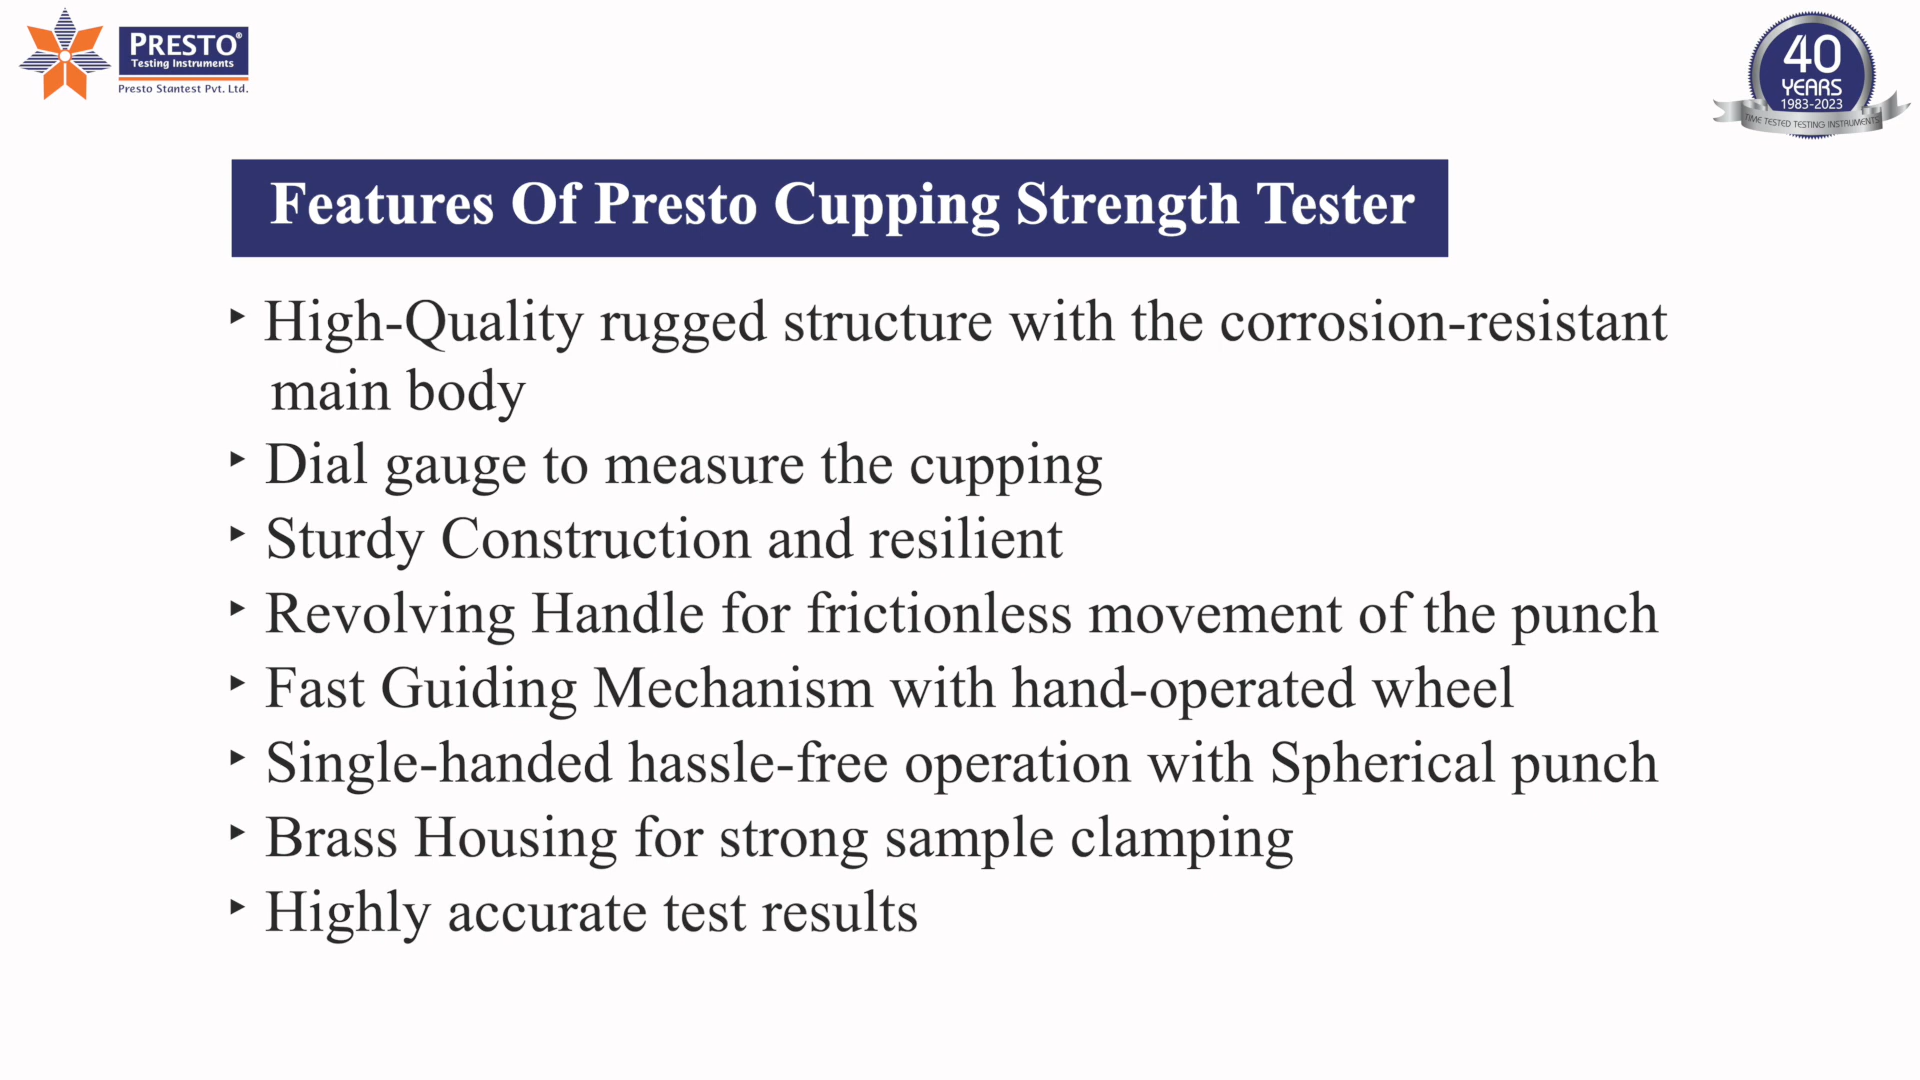 PRESTO®
Testing Instruments
Presto Stantest Pvt. Ltd.
40
YEARS
1983-2023
TIME TESTED TESTING INSTRUMENTS
Features Of Presto Cupping Strength Tester
‣ High-Quality rugged structure with the corrosion-resistant
main body
‣ Dial gauge to measure the cupping
‣ Sturdy Construction and resilient
‣ Revolving Handle for frictionless movement of the punch
‣ Fast Guiding Mechanism with hand-operated wheel
‣ Single-handed hassle-free operation with Spherical punch
‣ Brass Housing for strong sample clamping
‣ Highly accurate test results